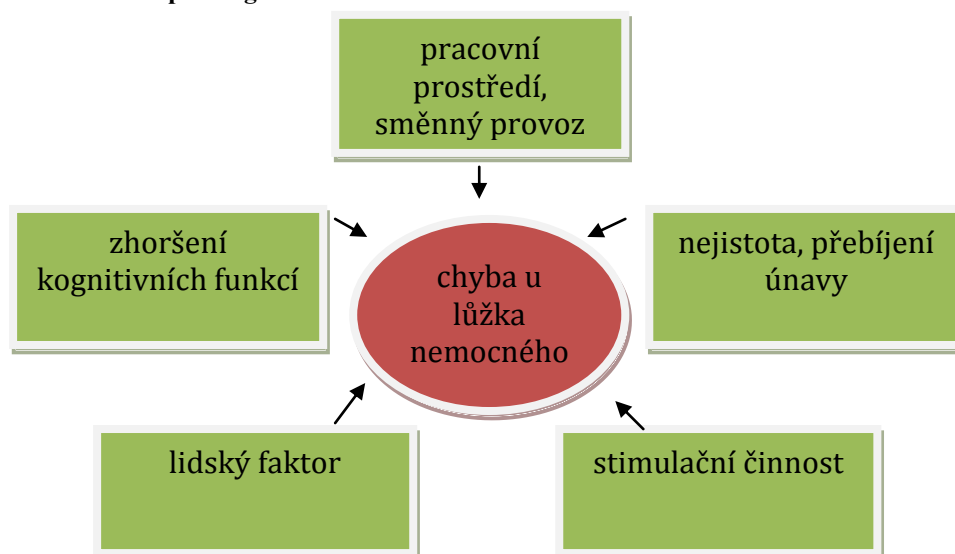 pracovní
prostředí,
směnný provoz
zhoršení
kognitivních funkcí
nejistota, přebíjení
únavy
chyba u
lůžka
nemocného
lidský faktor
stimulační činnost